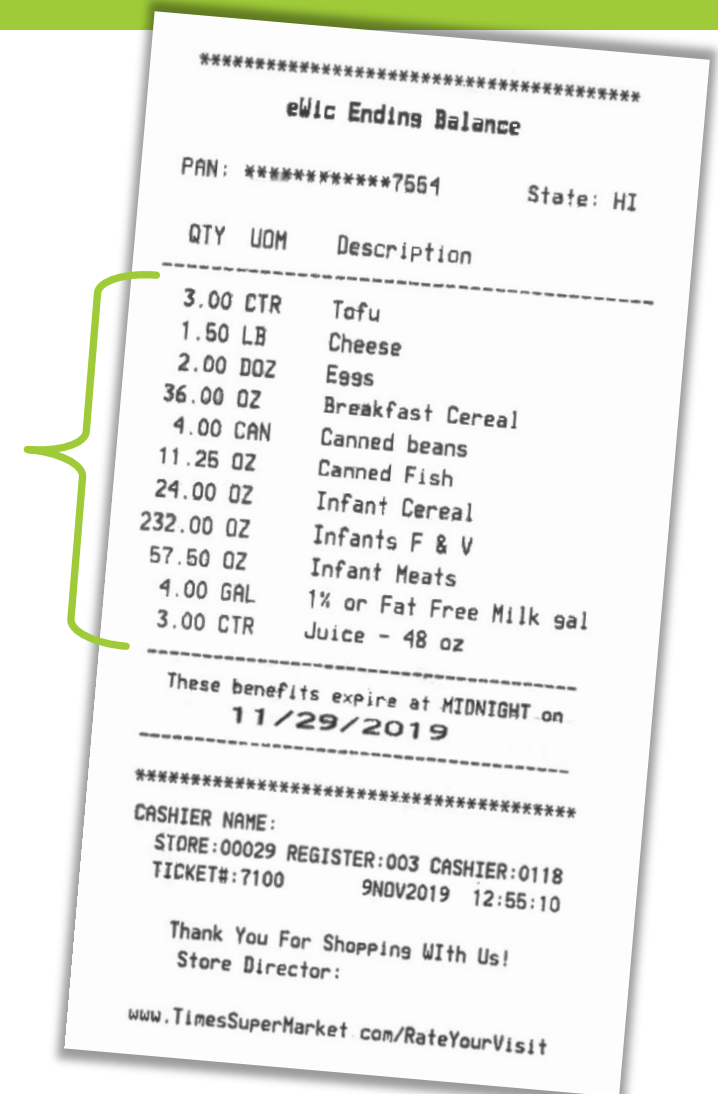 ****************************************
eWic Ending Balance
PAN: ************7554 State: HI
QTY UOM Description
----------------------------------------
3.00 CTR Tofu
1.50 LB Cheese
2.00 DOZ Eggs
36.00 OZ Breakfast Cereal
4.00 CAN Canned beans
11.25 OZ Canned Fish
24.00 OZ Infant Cereal
232.00 OZ Infants F & V
57.50 OZ Infant Meats
4.00 GAL 1% or Fat Free Milk gal
3.00 CTR Juice - 48 oz
----------------------------------------
These benefits expire at MIDNIGHT on
11/29/2019
----------------------------------------
****************************************
CASHIER NAME:
STORE:00029 REGISTER:003 CASHIER:0118
TICKET#:7100 9NOV2019 12:55:10
Thank You For Shopping WIth Us!
Store Director:
www.TimesSuperMarket.com/RateYourVisit